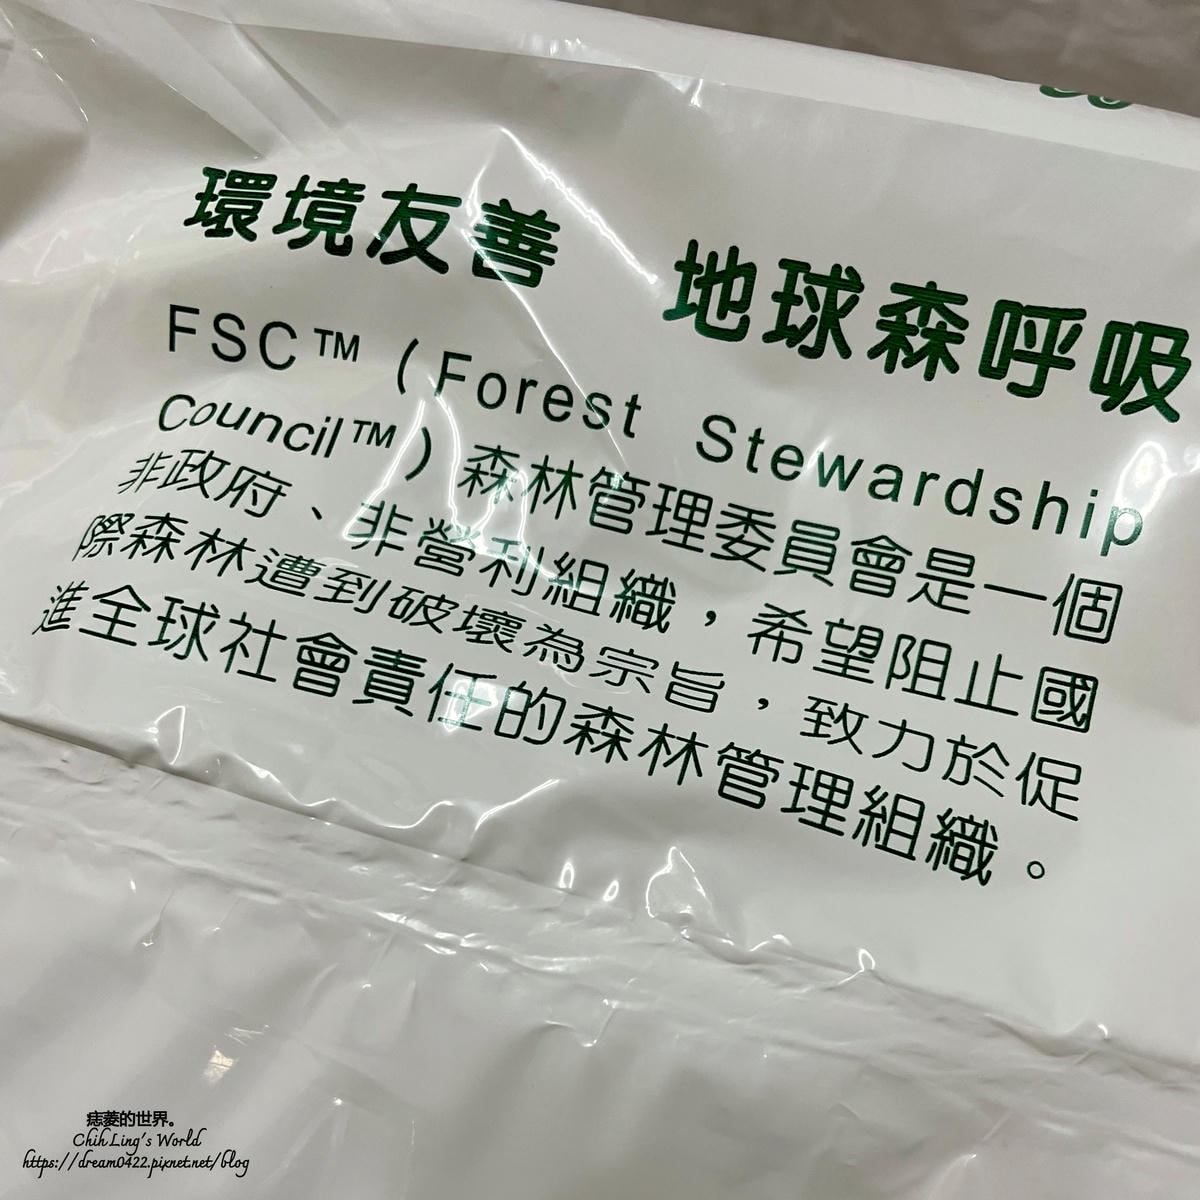 環境友善 地球森呼吸
FSC™（Forest Stewardship
Council™）森林管理委員會是一個
非政府、非營利組織，希望阻止國
際森林遭到破壞為宗旨，致力於促
進全球社會責任的森林管理組織。
痣菱的世界。
ChihLing's World
https://dream0422.pixnet.net/blog